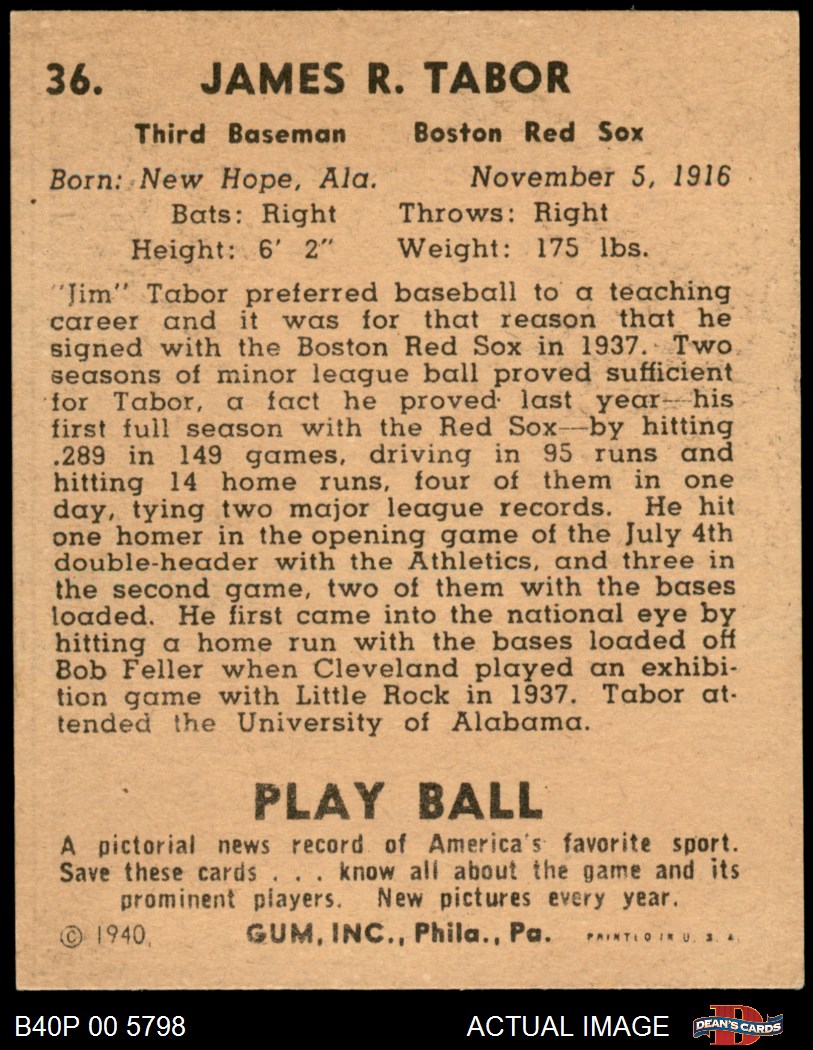 36. JAMES R. TABOR
Third Baseman Boston Red Sox
Born: New Hope, Ala. November 5, 1916
Bats: Right Throws: Right
Height: 6' 2" Weight: 175 lbs.
"Jim" Tabor preferred baseball to a teaching
career and it was for that reason that he
signed with the Boston Red Sox in 1937. Two
seasons of minor league ball proved sufficient
for Tabor, a fact he proved last year—his
first full season with the Red Sox—by hitting
.289 in 149 games, driving in 95 runs and
hitting 14 home runs, four of them in one
day, tying two major league records. He hit
one homer in the opening game of the July 4th
double-header with the Athletics, and three in
the second game, two of them with the bases
loaded. He first came into the national eye by
hitting a home run with the bases loaded off
Bob Feller when Cleveland played an exhibi-
tion game with Little Rock in 1937. Tabor at-
tended the University of Alabama.
PLAY BALL
A pictorial news record of America's favorite sport.
Save these cards . . . know all about the game and its
prominent players. New pictures every year.
© 1940, GUM, INC., Phila., Pa. PRINTED IN U. S. A.
B40P 00 5798 ACTUAL IMAGE D DEAN'S CARDS